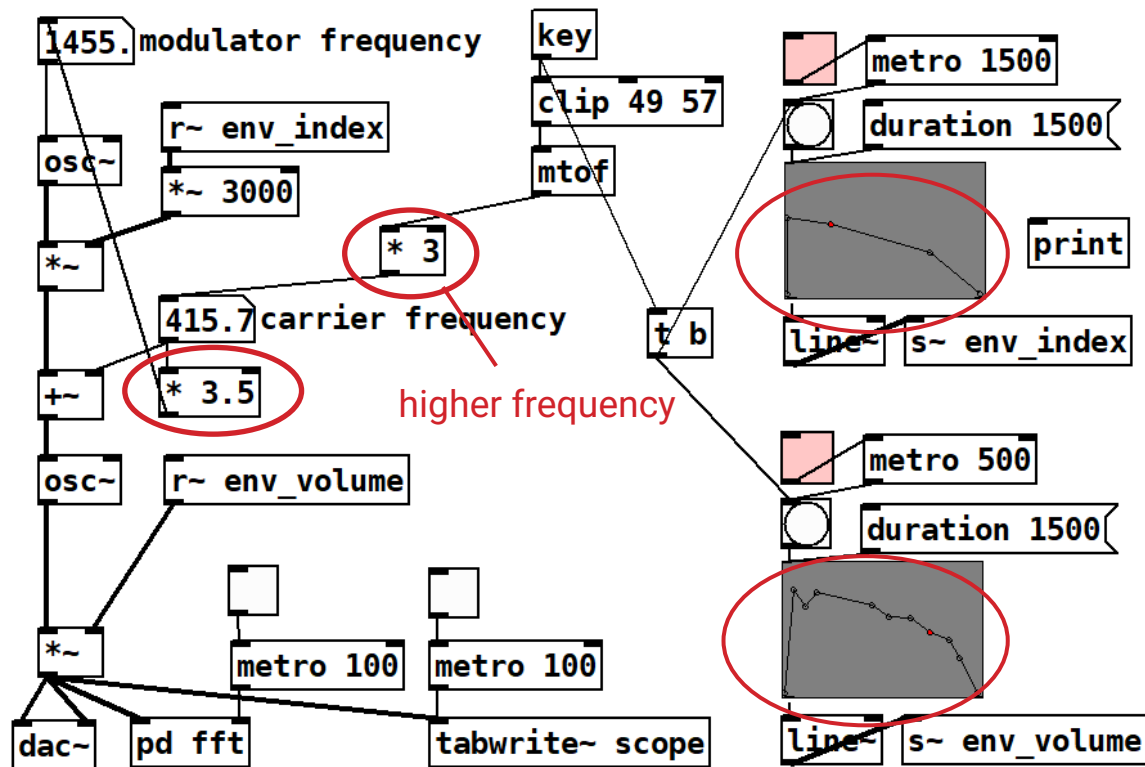 1455. modulator frequency
key
metro 1500
r~ env_index
clip 49 57
duration 1500
osc~
*~ 3000
mtof
*~
* 3
print
415.7 carrier frequency
t b
line~
s~ env_index
+~
* 3.5
higher frequency
osc~
r~ env_volume
metro 500
duration 1500
*~
metro 100
metro 100
dac~
pd fft
tabwrite~ scope
line~
s~ env_volume